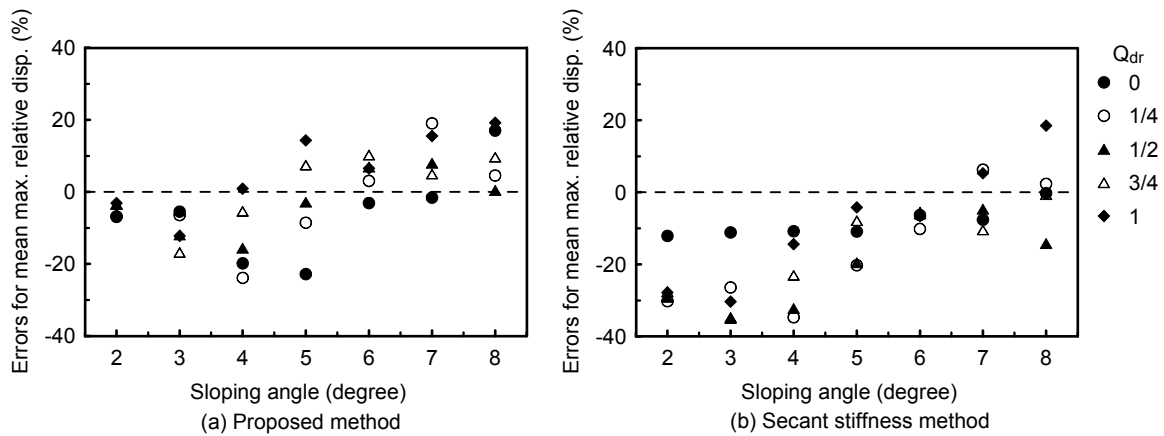 Errors for mean max. relative disp. (%)
40
20
0
-20
-40
2 3 4 5 6 7 8
Sloping angle (degree)
(a) Proposed method
Errors for mean max. relative disp. (%)
40
20
0
-20
-40
2 3 4 5 6 7 8
Sloping angle (degree)
(b) Secant stiffness method
Qdr
0
1/4
1/2
3/4
1